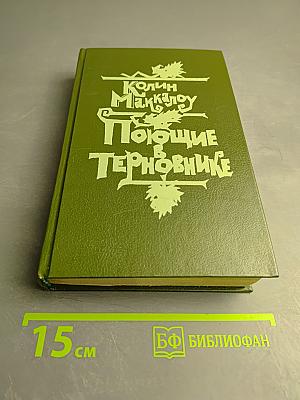 Колин
Маккалоу
Поющие
в
Терновнике
15 см
БФ БИБЛИОФАН